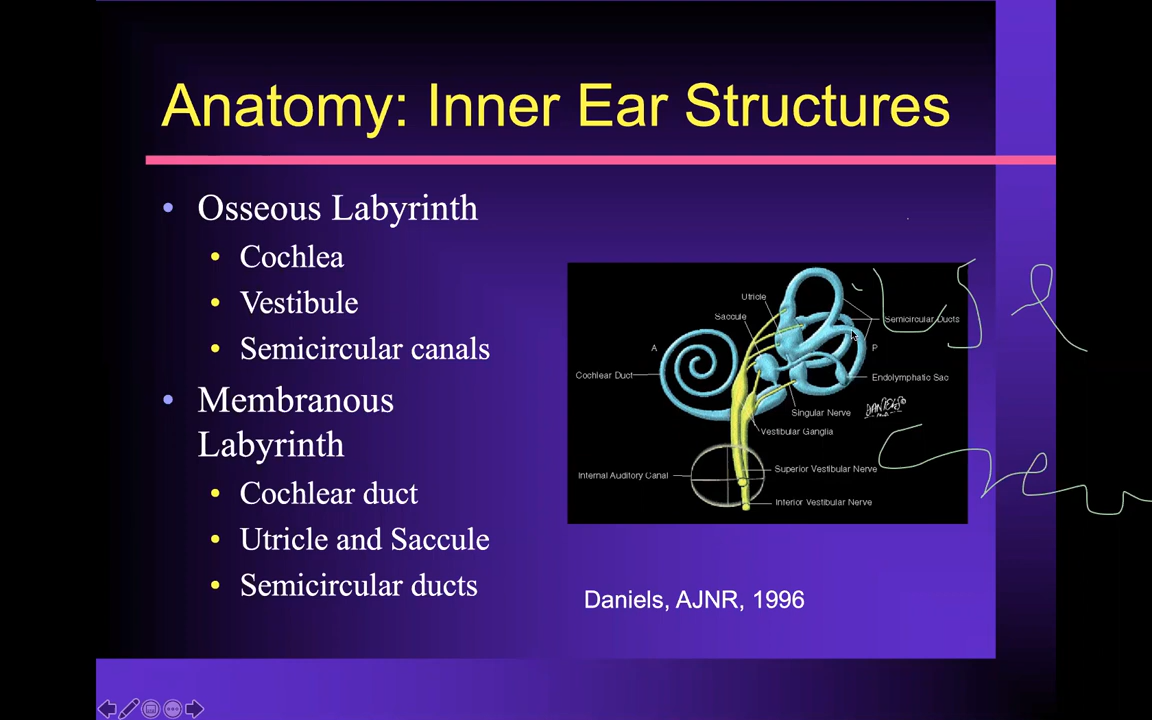 Anatomy: Inner Ear Structures
• Osseous Labyrinth
• Cochlea
• Vestibule
• Semicircular canals
• Membranous
Labyrinth
• Cochlear duct
• Utricle and Saccule
• Semicircular ducts
Utricle
Saccule
Semicircular Ducts
A
P
Cochlear Duct
Endolymphatic Sac
Singular Nerve
Vestibular Ganglia
Internal Auditory Canal
Superior Vestibular Nerve
Inferior Vestibular Nerve
Daniels, AJNR, 1996